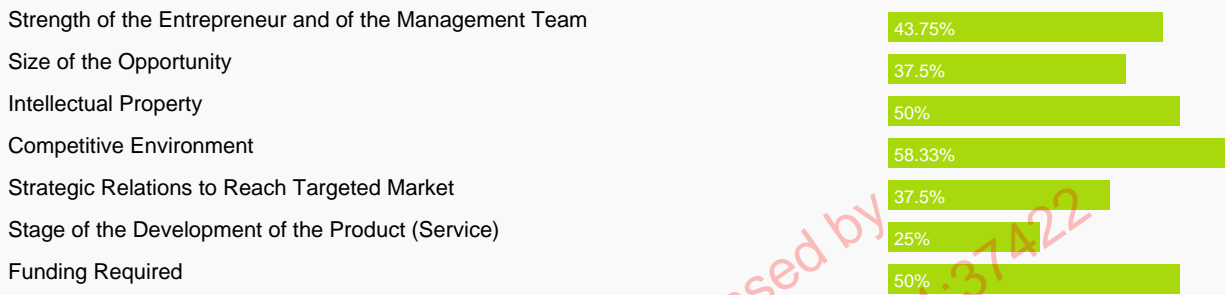 Strength of the Entrepreneur and of the Management Team 43.75%
Size of the Opportunity 37.5%
Intellectual Property 50%
Competitive Environment 58.33%
Strategic Relations to Reach Targeted Market 37.5%
Stage of the Development of the Product (Service) 25%
Funding Required 50%